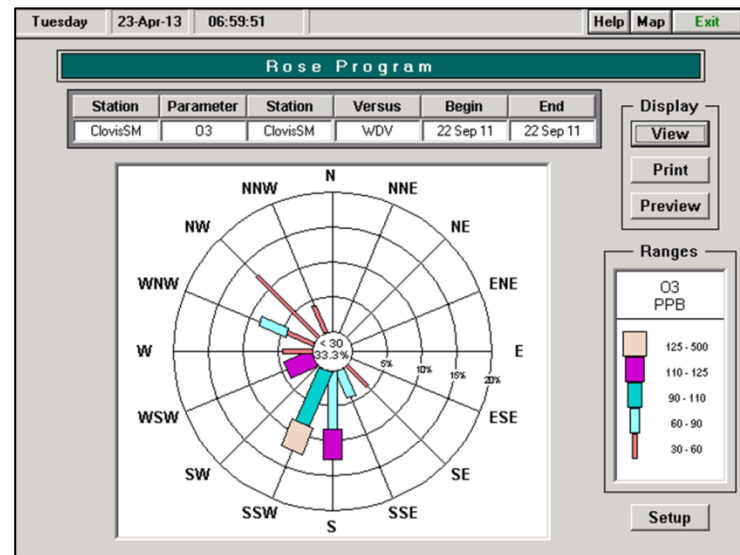 Tuesday 23-Apr-13 06:59:51 Help Map Exit
Rose Program
Station Parameter Station Versus Begin End
ClovisSM O3 ClovisSM WDV 22 Sep 11 22 Sep 11
Display
View
Print
Preview
N
NNW NNE
NW NE
WNW ENE
< 30
33.3%
W E
5% 10% 15% 20%
WSW ESE
SW SE
SSW SSE
S
Ranges
O3
PPB
125 - 500
110 - 125
90 - 110
60 - 90
30 - 60
Setup